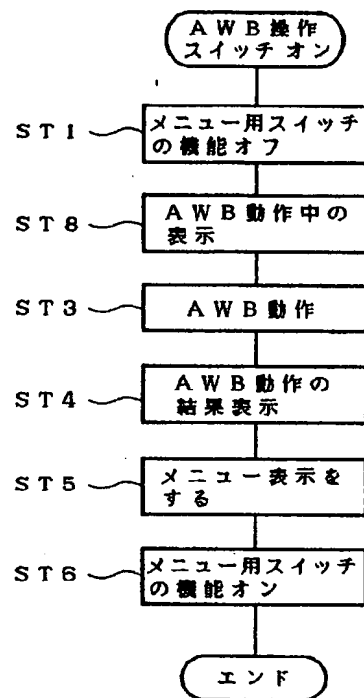 AWB操作
スイッチオン
ST1
メニュー用スイッチ
の機能オフ
ST8
AWB動作中の
表示
ST3
AWB動作
ST4
AWB動作の
結果表示
ST5
メニュー表示を
する
ST6
メニュー用スイッチ
の機能オン
エンド